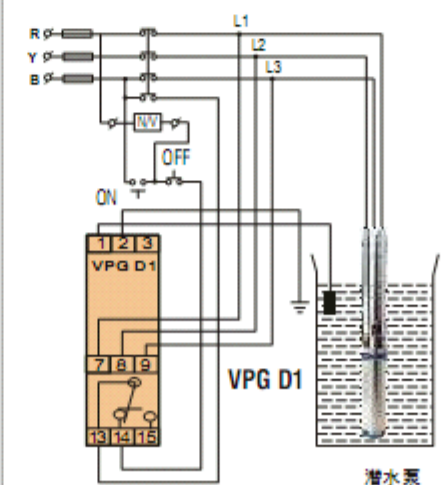 L1
R
L2
Y
L3
B
N/V
OFF
ON
1 2 3
VPG D1
7 8 9
VPG D1
13 14 15
潜水泵